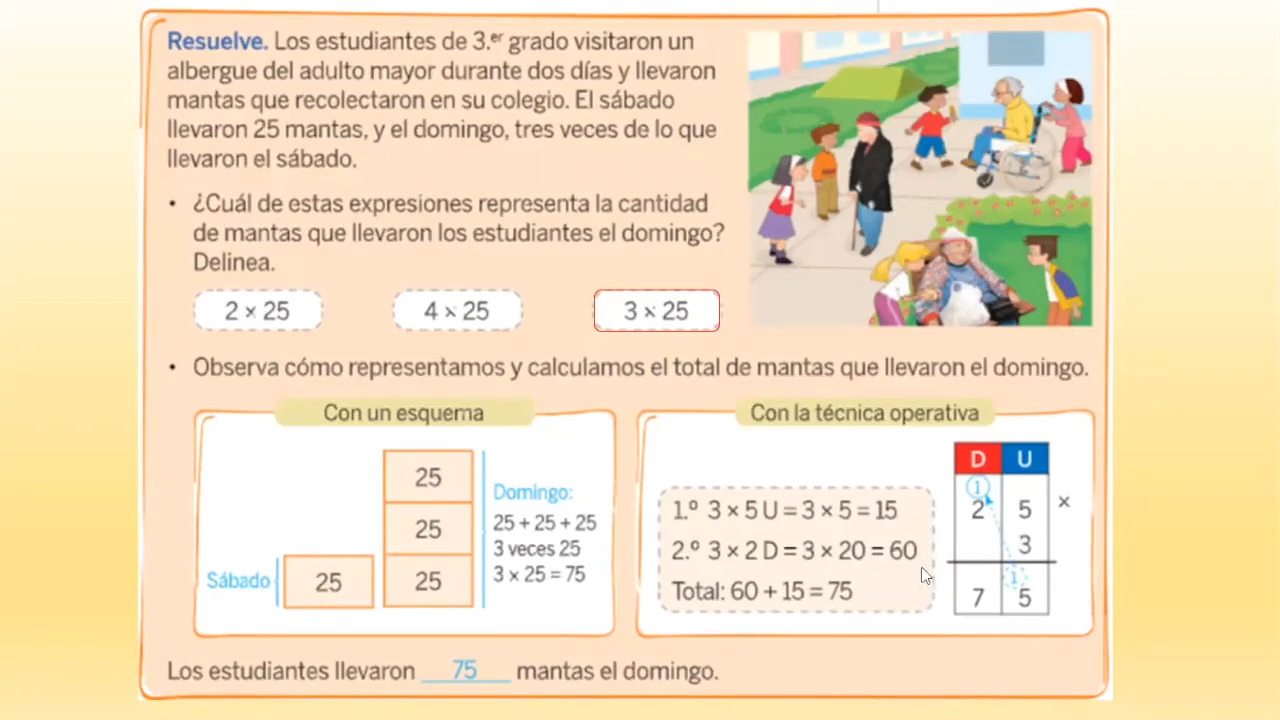 Resuelve. Los estudiantes de 3.er grado visitaron un
albergue del adulto mayor durante dos días y llevaron
mantas que recolectaron en su colegio. El sábado
llevaron 25 mantas, y el domingo, tres veces de lo que
llevaron el sábado.
• ¿Cuál de estas expresiones representa la cantidad
de mantas que llevaron los estudiantes el domingo?
Delinea.
2 × 25
4 × 25
3 × 25
• Observa cómo representamos y calculamos el total de mantas que llevaron el domingo.
Con un esquema
Sábado
25
25
25
25
Domingo:
25 + 25 + 25
3 veces 25
3 x 25 = 75
Con la técnica operativa
1.º 3 × 5 U = 3 × 5 = 15
2.º 3 × 2 D = 3 × 20 = 60
Total: 60 + 15 = 75
D U
1
2 5 ×
3
1
7 5
Los estudiantes llevaron 75 mantas el domingo.